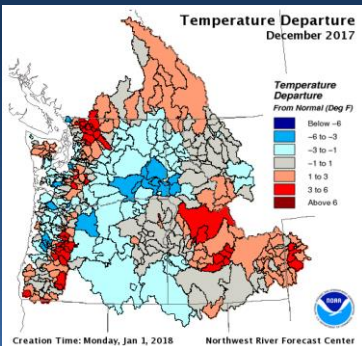 Temperature Departure
December 2017
Temperature
Departure
From Normal (Deg F)
Below -6
-6 to -3
-3 to -1
-1 to 1
1 to 3
3 to 6
Above 6
NOAA
Creation Time: Monday, Jan 1, 2018
Northwest River Forecast Center